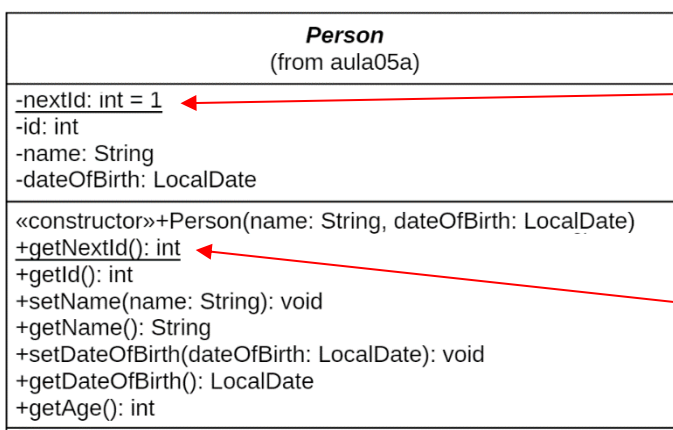 Person
(from aula05a)
-nextId: int = 1
-id: int
-name: String
-dateOfBirth: LocalDate
«constructor»+Person(name: String, dateOfBirth: LocalDate)
+getNextId(): int
+getId(): int
+setName(name: String): void
+getName(): String
+setDateOfBirth(dateOfBirth: LocalDate): void
+getDateOfBirth(): LocalDate
+getAge(): int